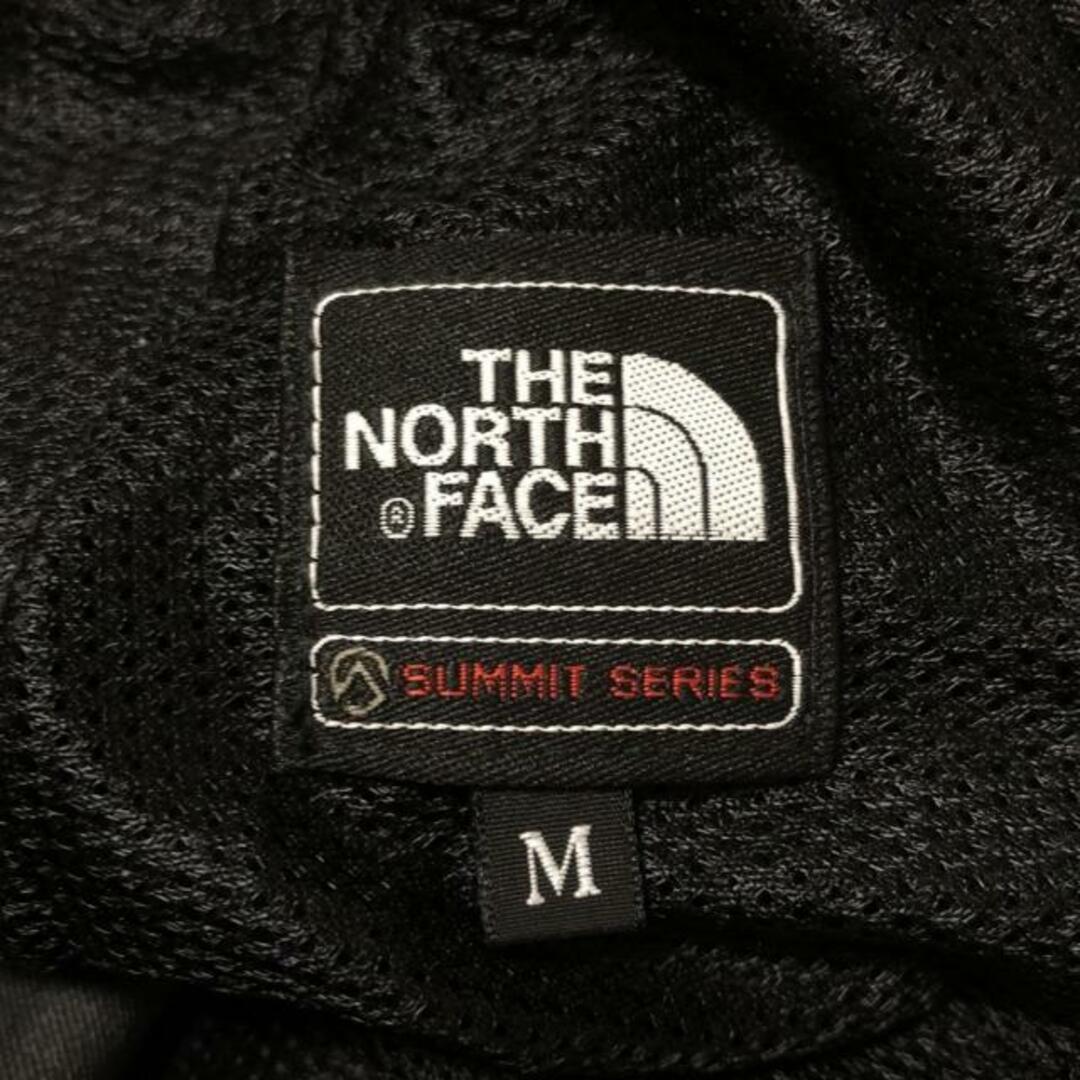 THE
NORTH
® FACE
SUMMIT SERIES
M